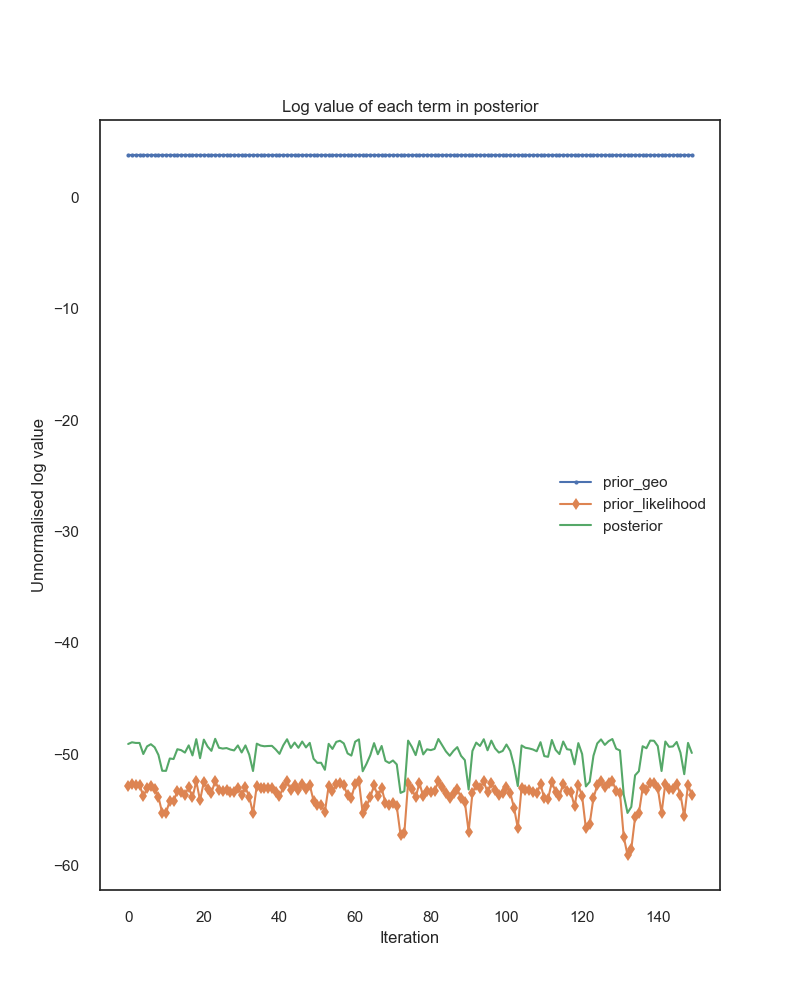 Log value of each term in posterior
Unnormalised log value
0
−10
−20
−30
−40
−50
−60
prior_geo
prior_likelihood
posterior
0 20 40 60 80 100 120 140
Iteration